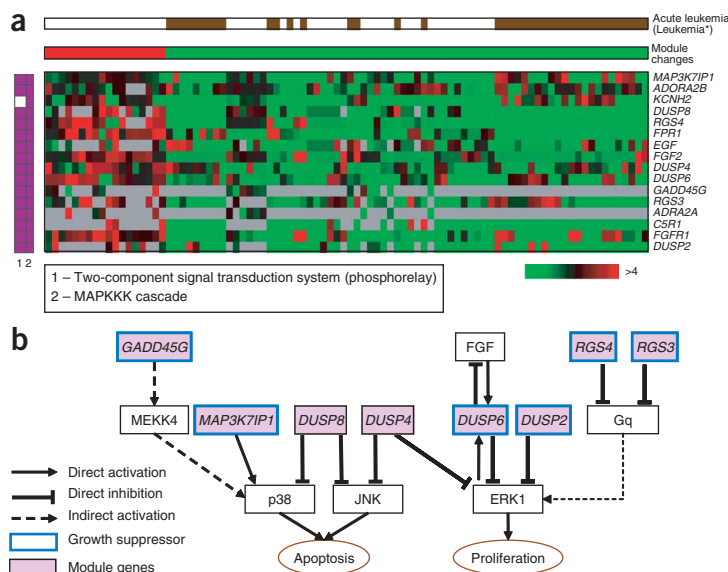 a
Acute leukemia
(Leukemia*)
Module
changes
MAP3K7IP1
ADORA2B
KCNH2
DUSP8
RGS4
FPR1
EGF
FGF2
DUSP4
DUSP6
GADD45G
RGS3
ADRA2A
C5R1
FGFR1
DUSP2
1 2
1 – Two-component signal transduction system (phosphorelay)
2 – MAPKKK cascade
>4
b
GADD45G
FGF
RGS4
RGS3
MEKK4
MAP3K7IP1
DUSP8
DUSP4
DUSP6
DUSP2
Gq
Direct activation
Direct inhibition
Indirect activation
Growth suppressor
Module genes
p38
JNK
ERK1
Apoptosis
Proliferation